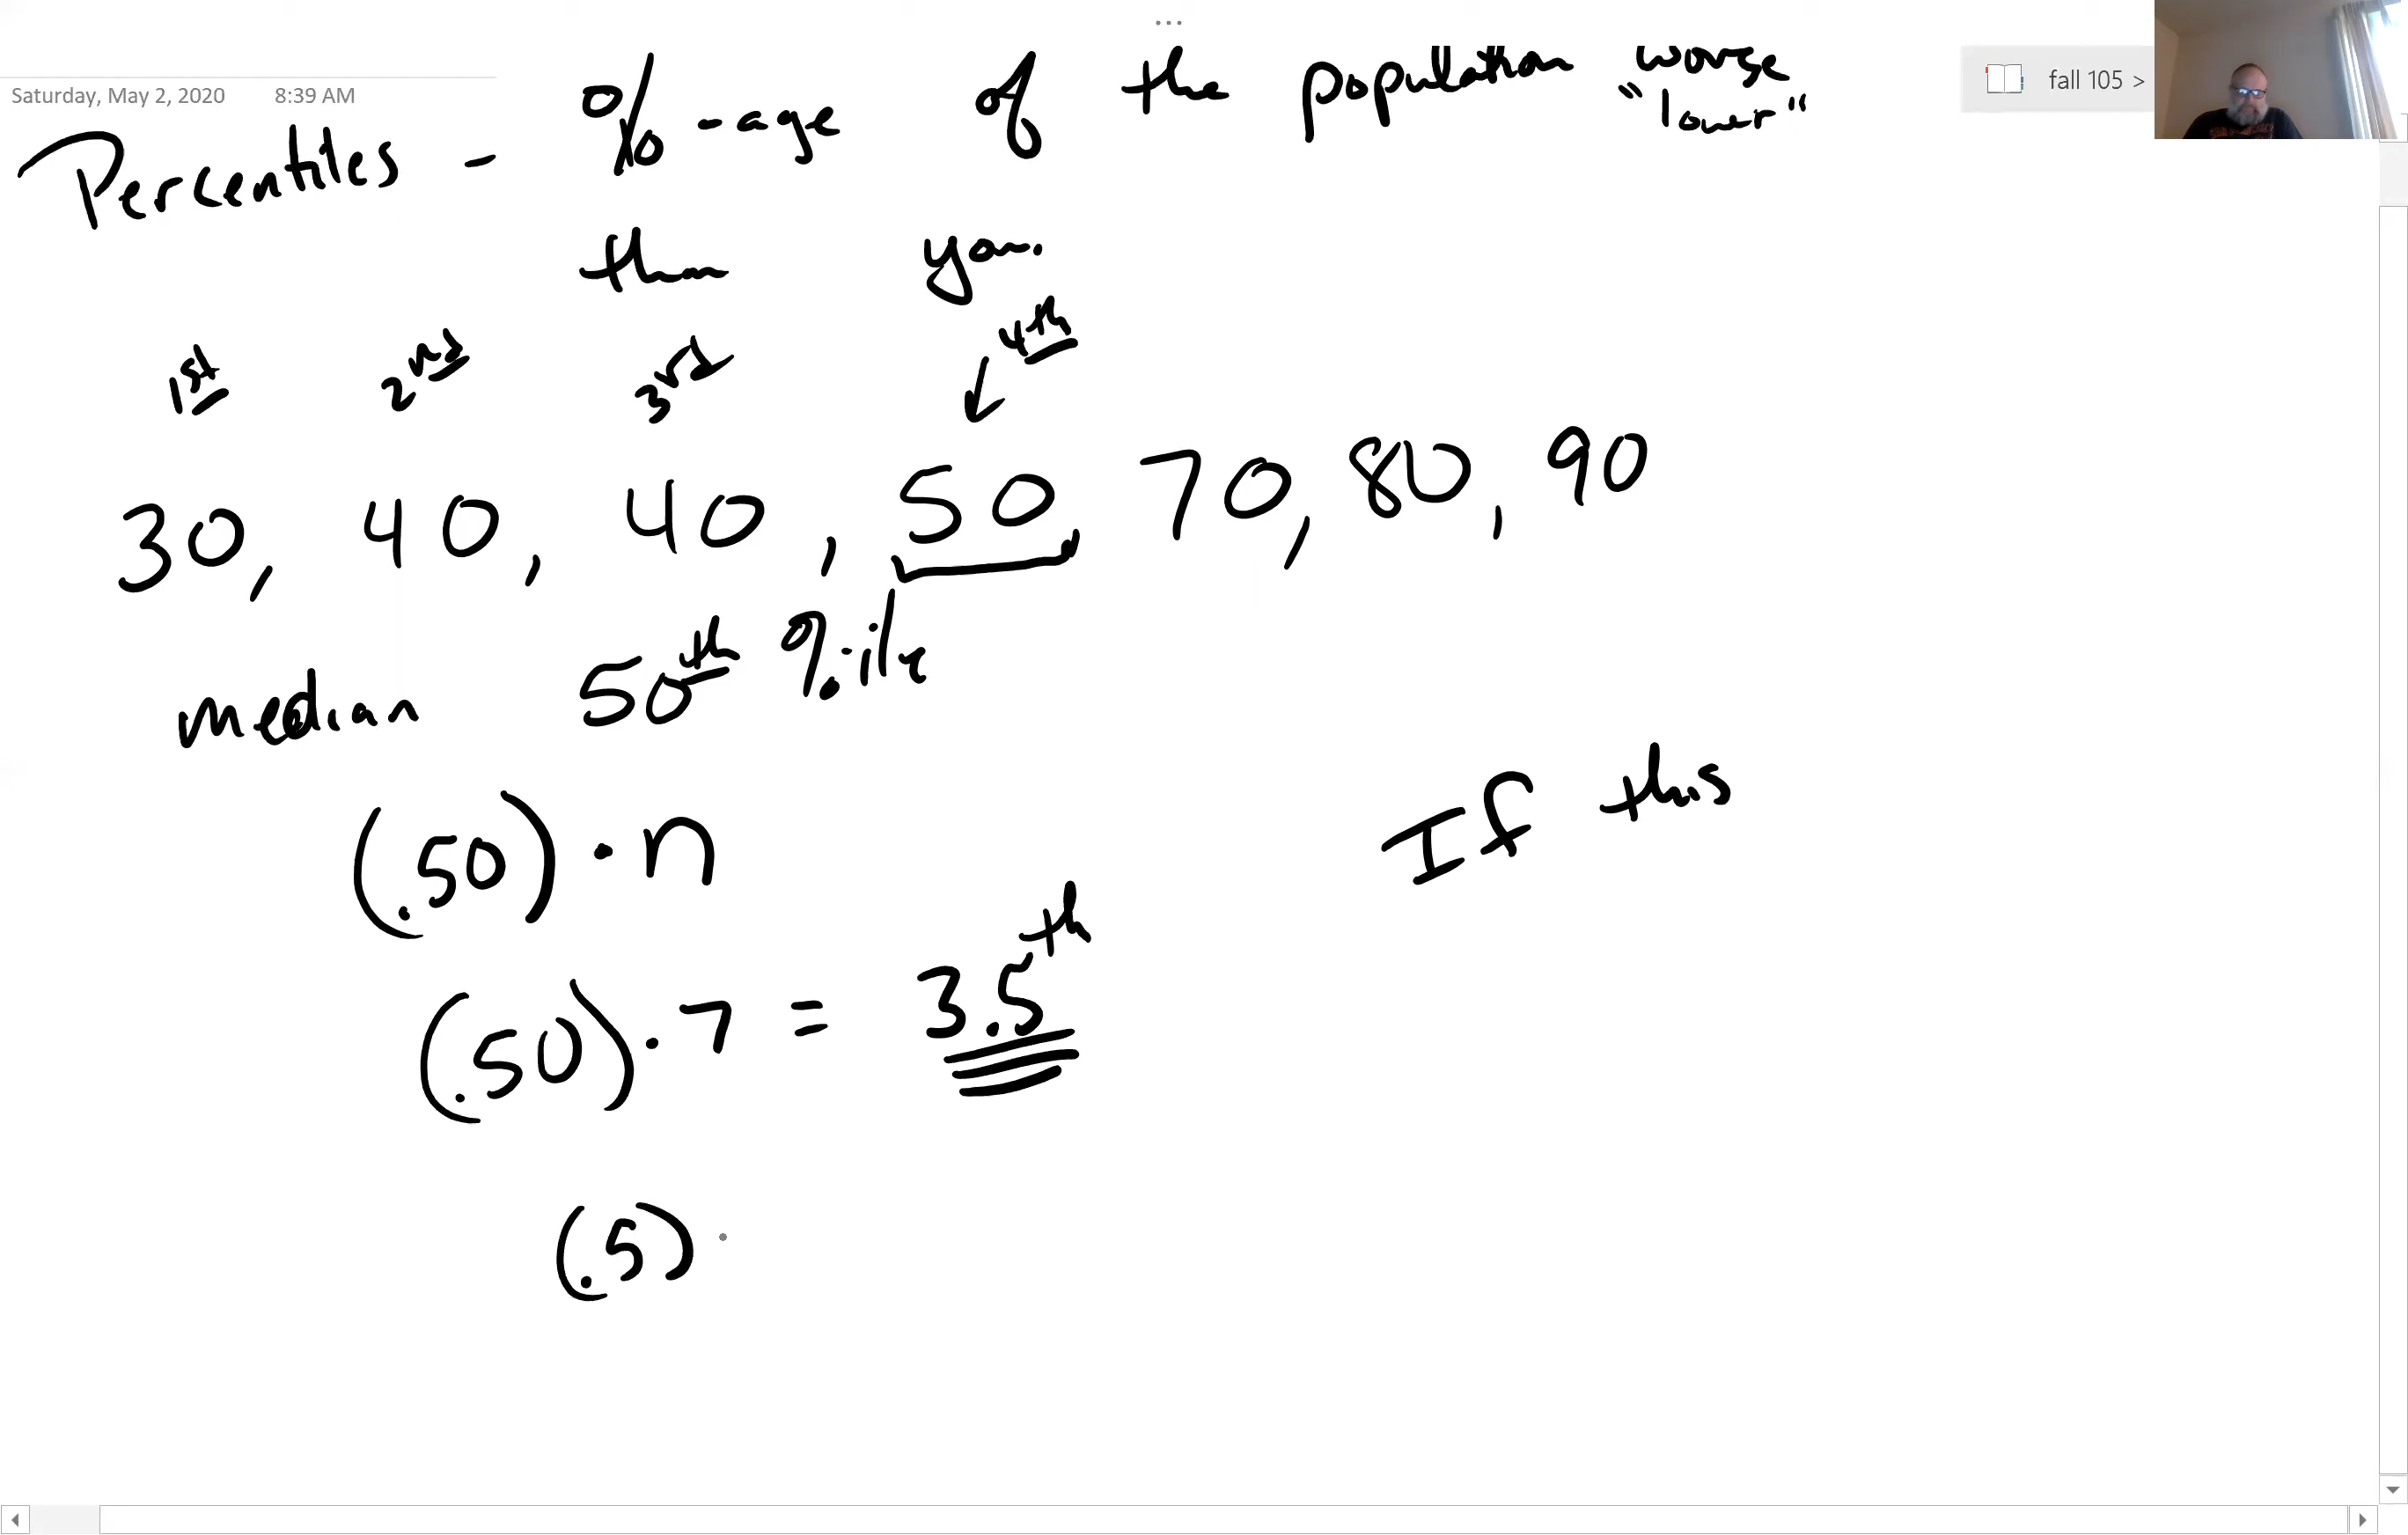 ...
fall 105 >
Saturday, May 2, 2020 8:39 AM
Percentiles - %-age of the population worse
"lower"
than you.
1st 2nd 3rd 4th
30, 40, 40, 50, 70, 80, 90
median 50th %-ile
If this
(.50) · n
(.50) · 7 = 3.5th
(.5) ·